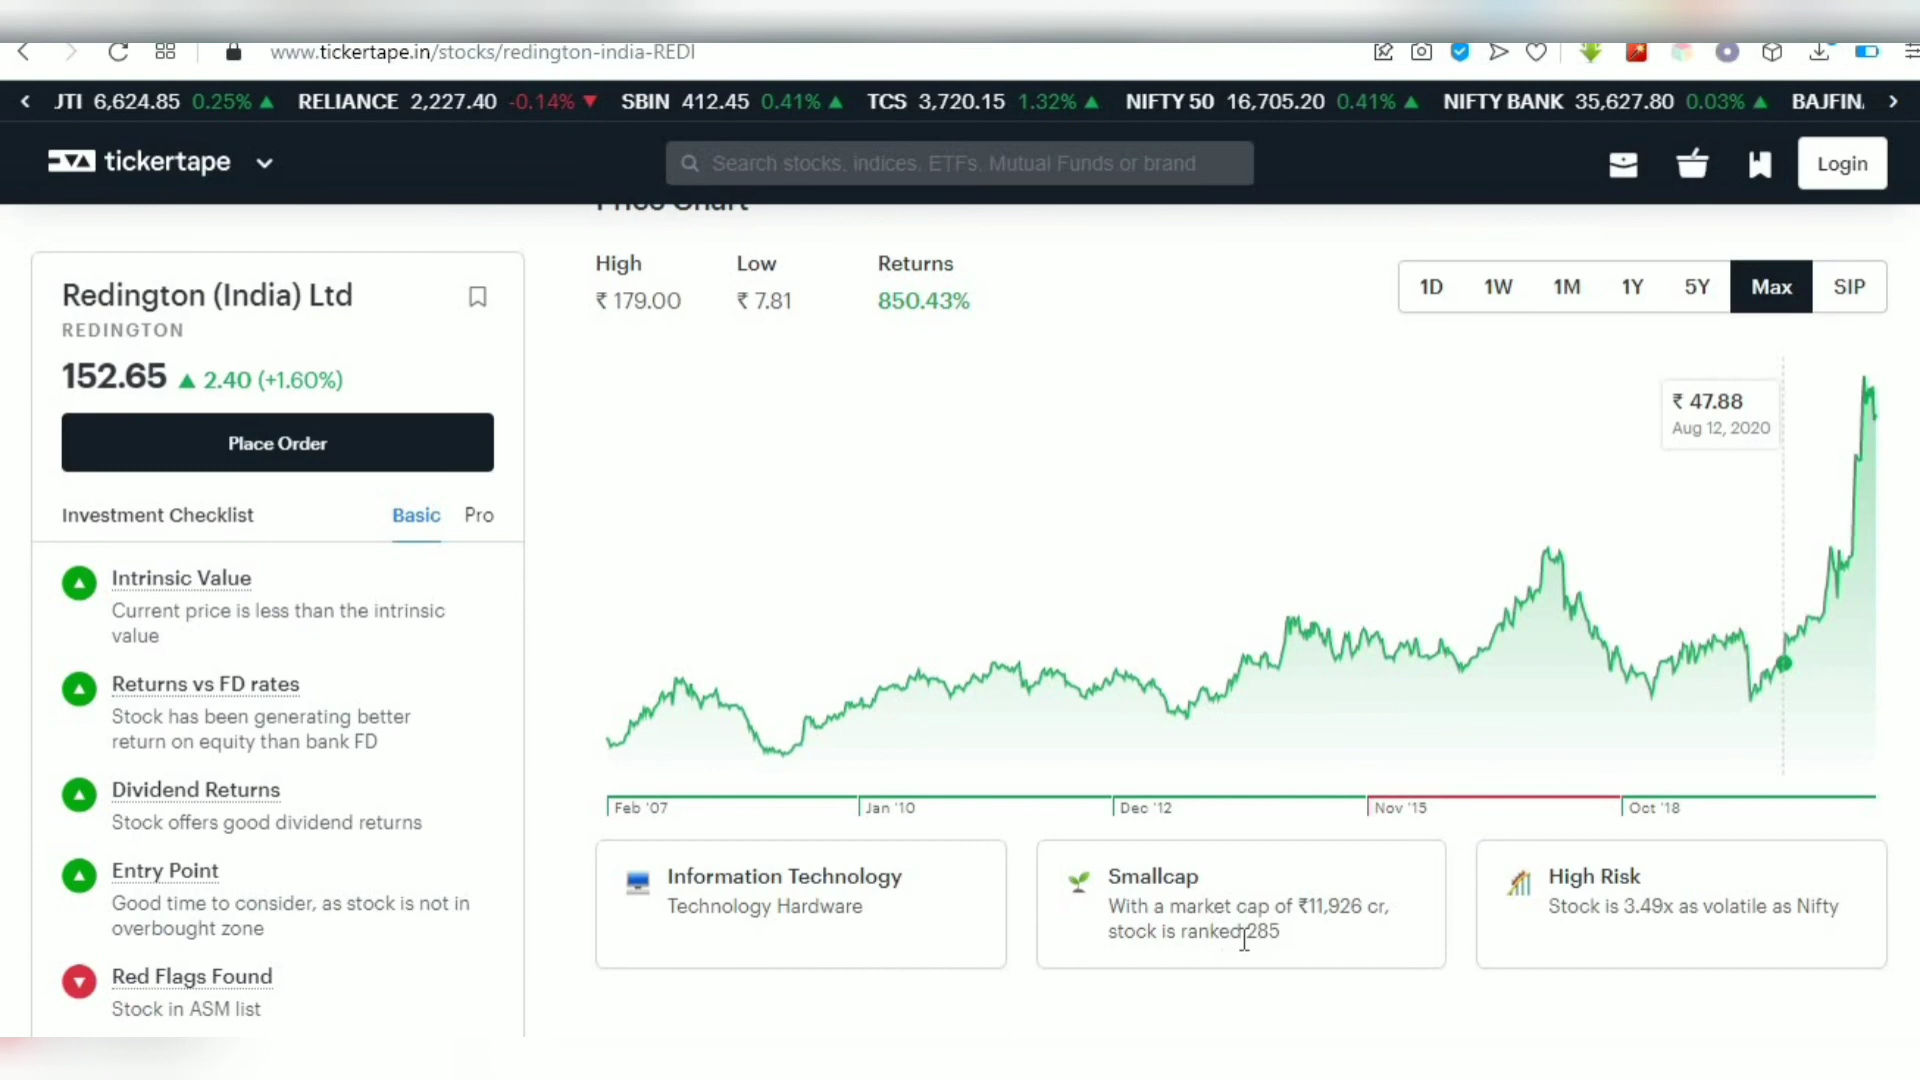 www.tickertape.in/stocks/redington-india-REDI
JTI 6,624.85 0.25% RELIANCE 2,227.40 -0.14% SBIN 412.45 0.41% TCS 3,720.15 1.32% NIFTY 50 16,705.20 0.41% NIFTY BANK 35,627.80 0.03% BAJFIN
tickertape
Search stocks, indices, ETFs, Mutual Funds or brand
Login
Price Chart
Redington (India) Ltd
REDINGTON
152.65 2.40 (+1.60%)
Place Order
Investment Checklist Basic Pro
Intrinsic Value
Current price is less than the intrinsic
value
Returns vs FD rates
Stock has been generating better
return on equity than bank FD
Dividend Returns
Stock offers good dividend returns
Entry Point
Good time to consider, as stock is not in
overbought zone
Red Flags Found
Stock in ASM list
High Low Returns
₹ 179.00 ₹ 7.81 850.43%
1D 1W 1M 1Y 5Y Max SIP
₹ 47.88
Aug 12, 2020
Feb '07 Jan '10 Dec '12 Nov '15 Oct '18
Information Technology
Technology Hardware
Smallcap
With a market cap of ₹11,926 cr,
stock is ranked 285
High Risk
Stock is 3.49x as volatile as Nifty